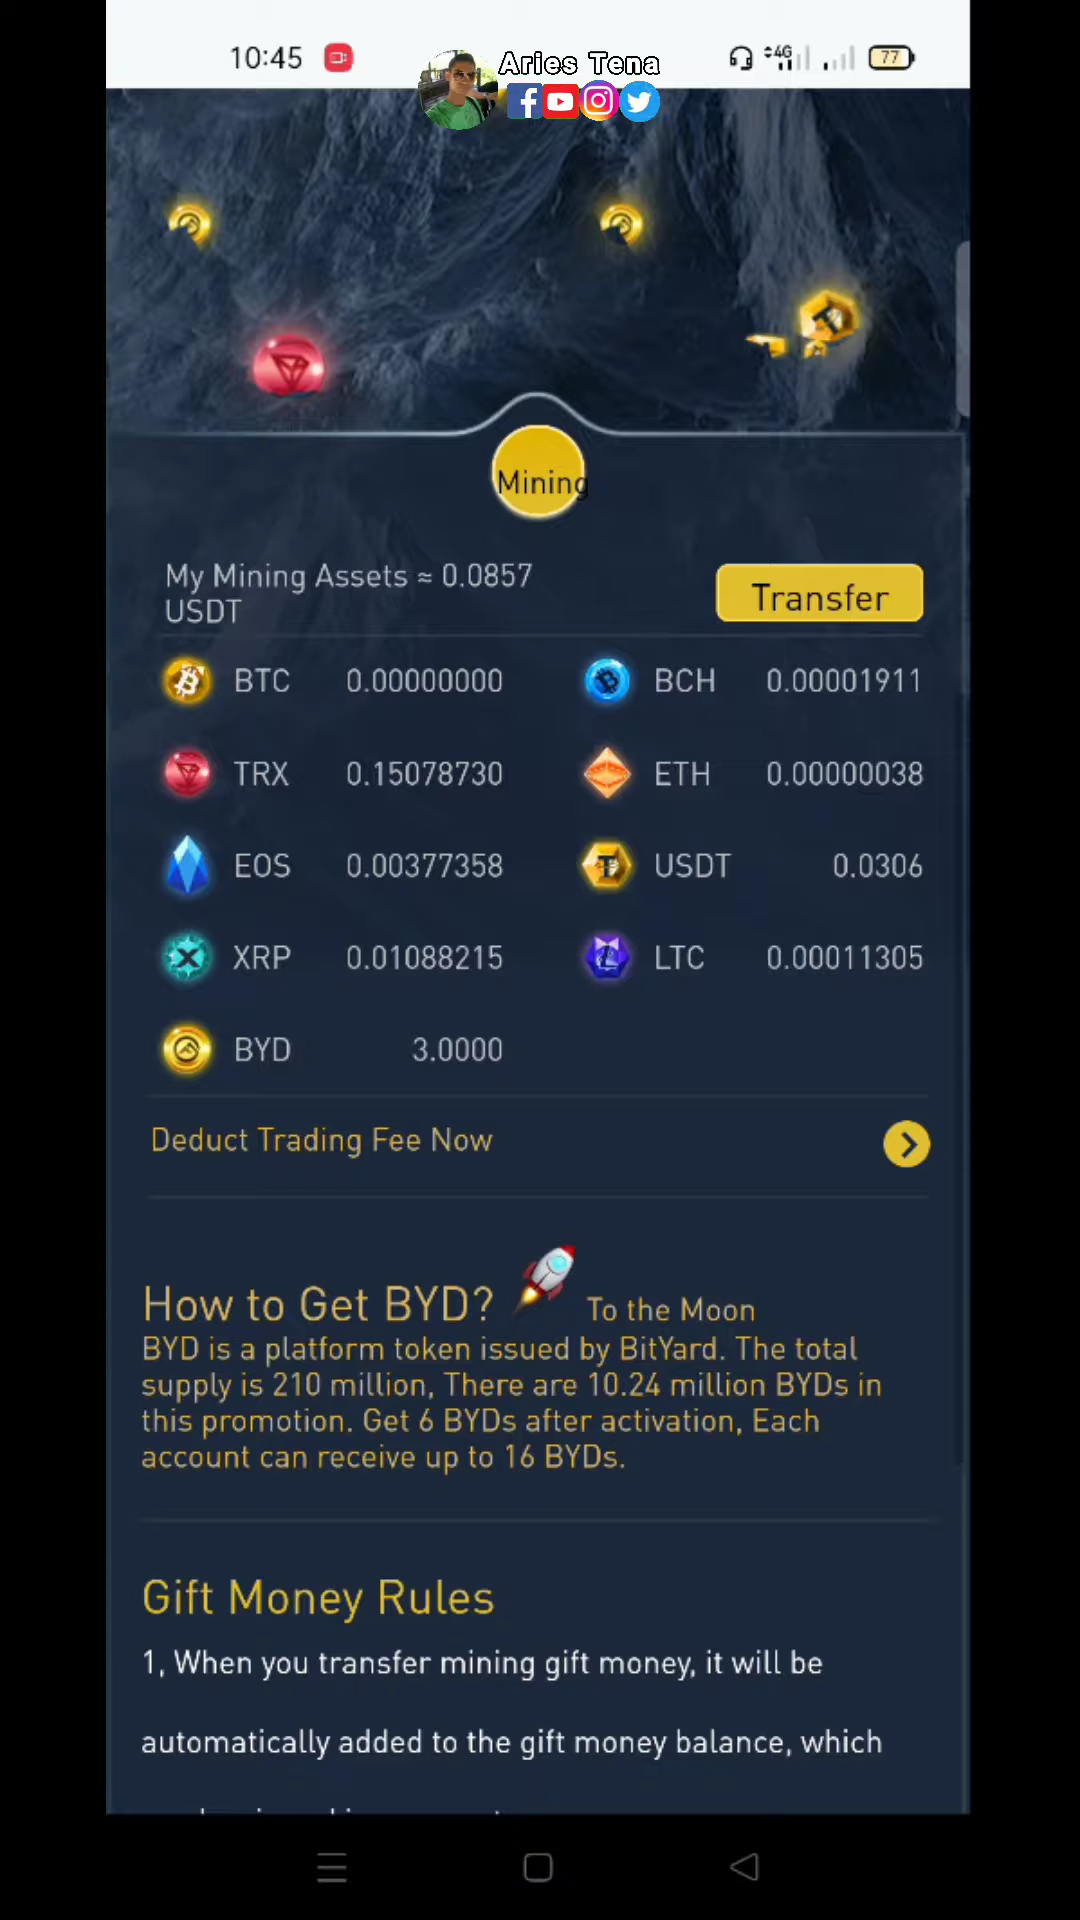 10:45
Aries Tena
4G
77
Mining
My Mining Assets ≈ 0.0857
USDT
Transfer
BTC 0.00000000
BCH 0.00001911
TRX 0.15078730
ETH 0.00000038
EOS 0.00377358
USDT 0.0306
XRP 0.01088215
LTC 0.00011305
BYD 3.0000
Deduct Trading Fee Now
How to Get BYD? To the Moon
BYD is a platform token issued by BitYard. The total
supply is 210 million, There are 10.24 million BYDs in
this promotion. Get 6 BYDs after activation, Each
account can receive up to 16 BYDs.
Gift Money Rules
1, When you transfer mining gift money, it will be
automatically added to the gift money balance, which